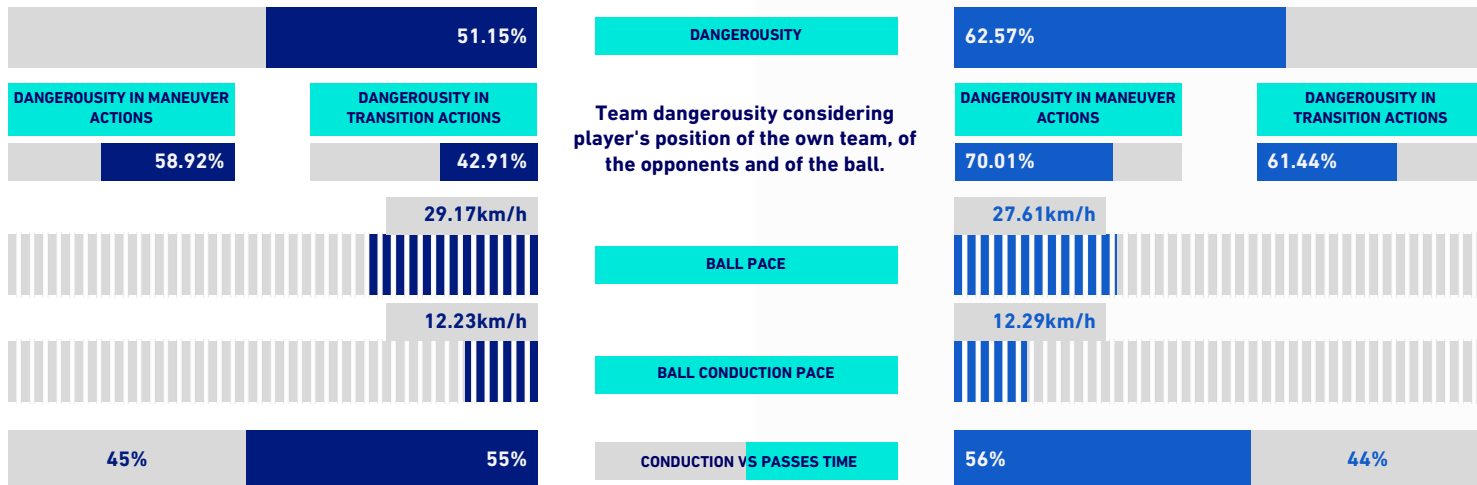 51.15%
DANGEROUSITY
62.57%
DANGEROUSITY IN MANEUVER
ACTIONS
DANGEROUSITY IN
TRANSITION ACTIONS
58.92%
42.91%
Team dangerousity considering
player's position of the own team, of
the opponents and of the ball.
DANGEROUSITY IN MANEUVER
ACTIONS
DANGEROUSITY IN
TRANSITION ACTIONS
70.01%
61.44%
29.17km/h
BALL PACE
27.61km/h
12.23km/h
BALL CONDUCTION PACE
12.29km/h
45%
55%
CONDUCTION VS PASSES TIME
56%
44%